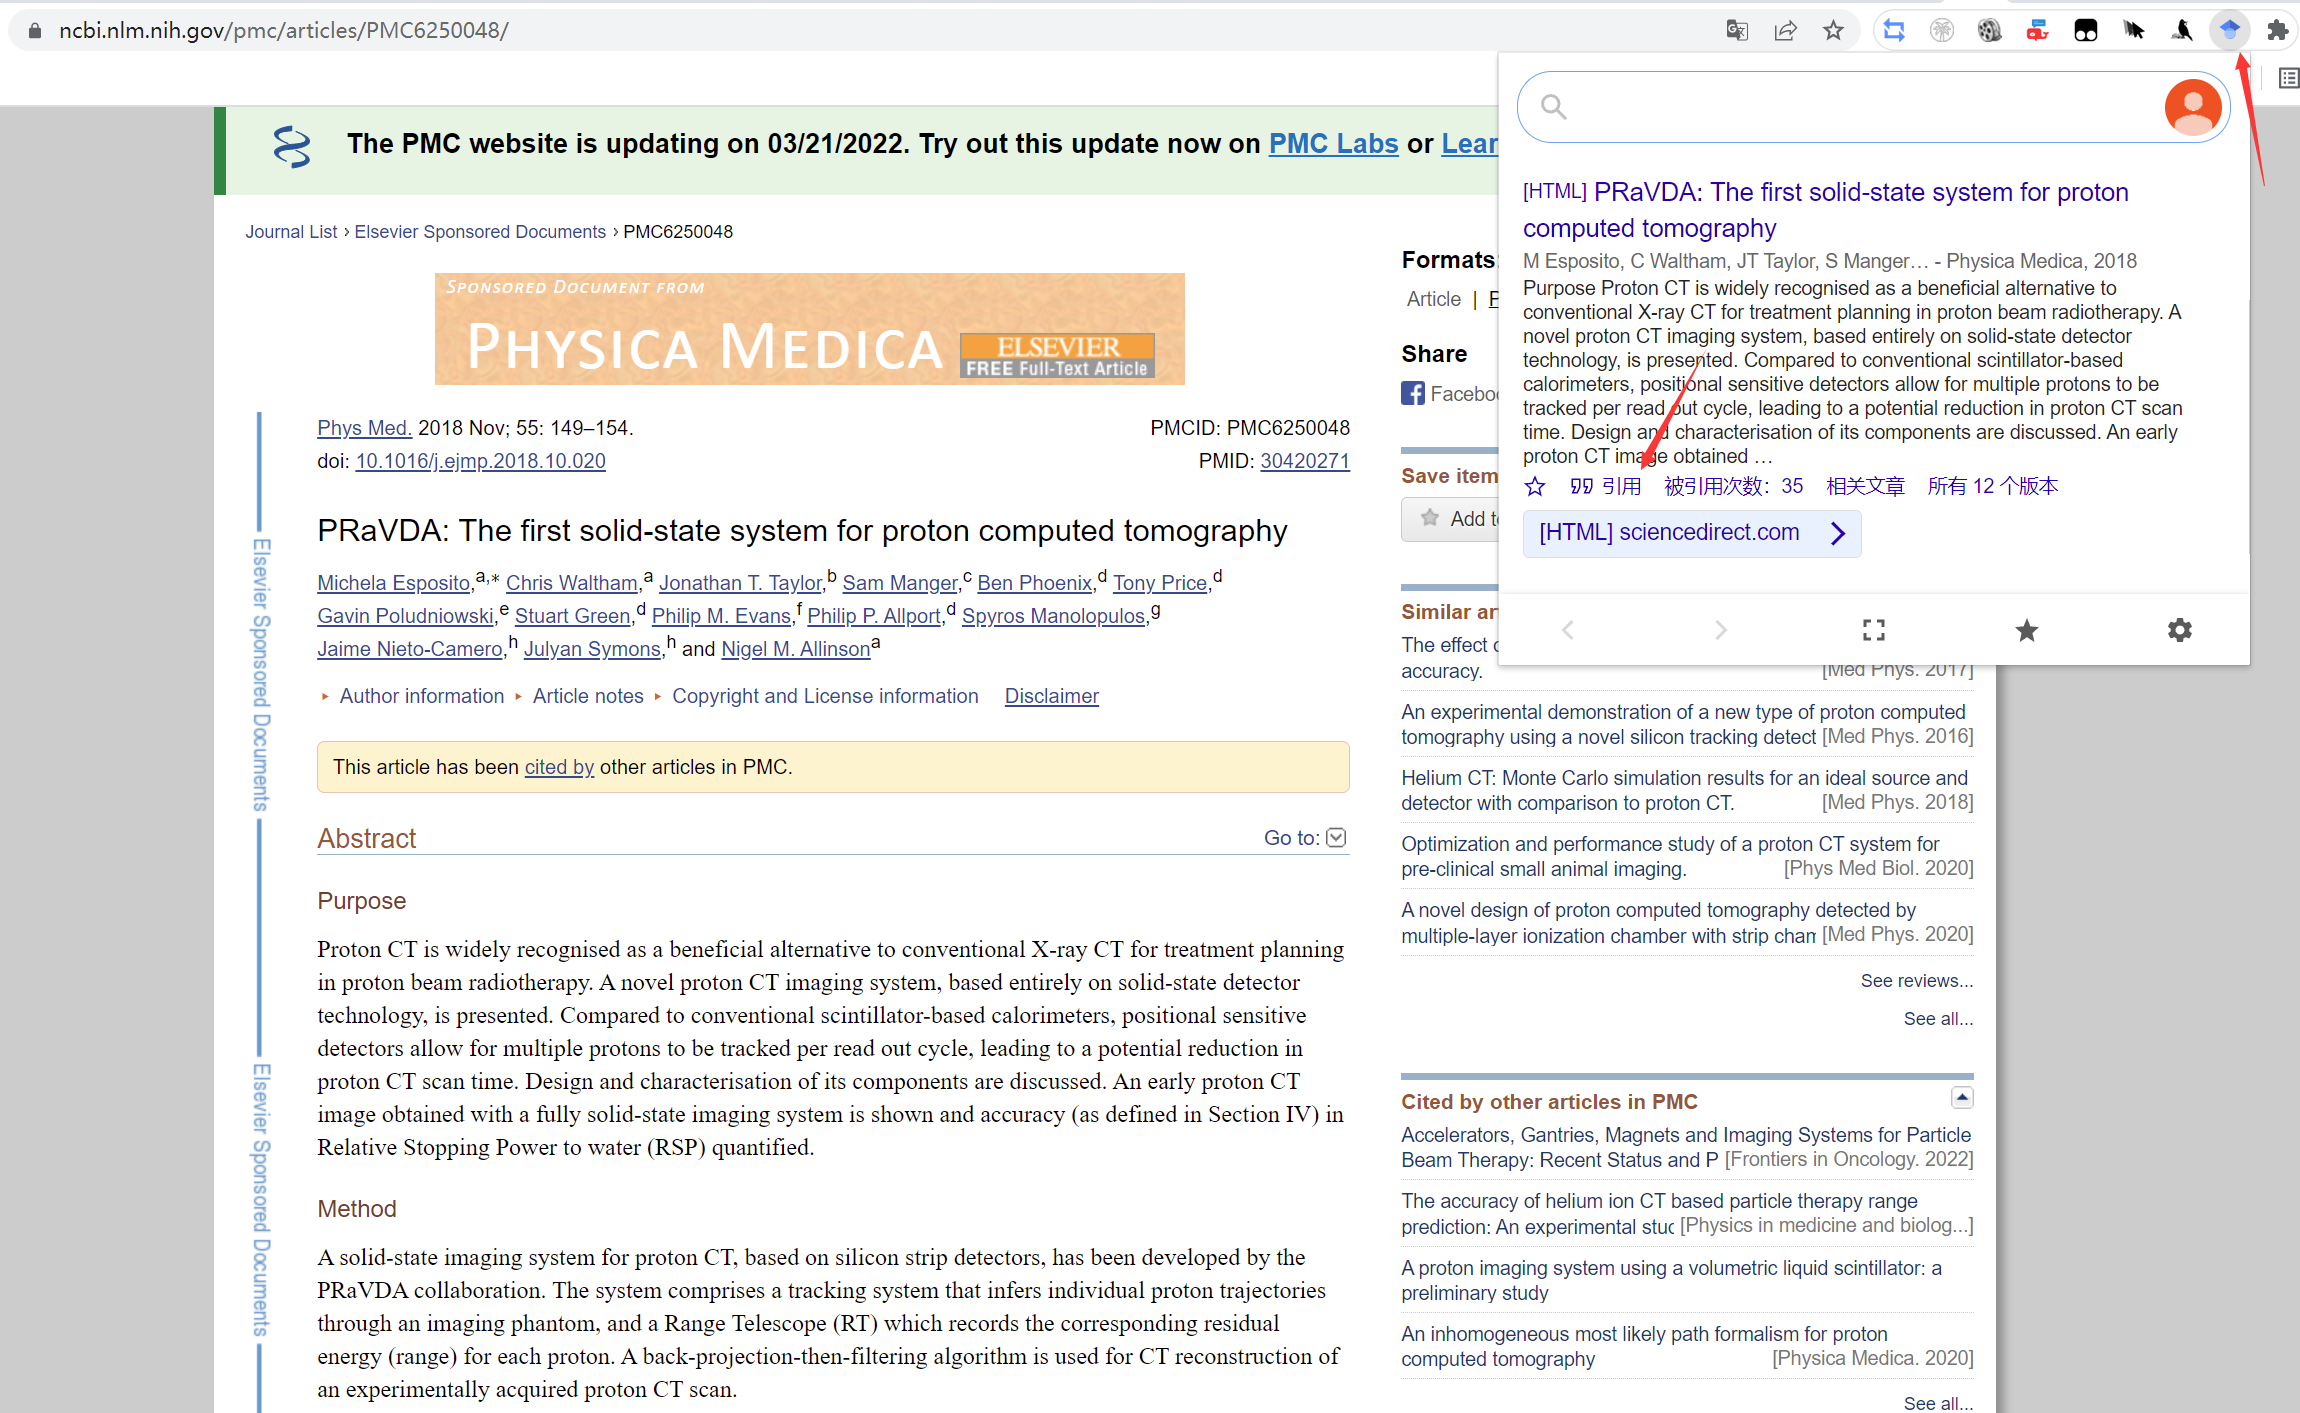 ncbi.nlm.nih.gov/pmc/articles/PMC6250048/
The PMC website is updating on 03/21/2022. Try out this update now on PMC Labs or Lear
Journal List › Elsevier Sponsored Documents › PMC6250048
SPONSORED DOCUMENT FROM
PHYSICA MEDICA
ELSEVIER
FREE Full-Text Article
Elsevier Sponsored Documents
Elsevier Sponsored Documents
Phys Med. 2018 Nov; 55: 149–154.
PMCID: PMC6250048
doi: 10.1016/j.ejmp.2018.10.020
PMID: 30420271
PRaVDA: The first solid-state system for proton computed tomography
Michela Esposito,a,* Chris Waltham,a Jonathan T. Taylor,b Sam Manger,c Ben Phoenix,d Tony Price,d
Gavin Poludniowski,e Stuart Green,d Philip M. Evans,f Philip P. Allport,d Spyros Manolopulos,g
Jaime Nieto-Camero,h Julyan Symons,h and Nigel M. Allinsona
Author information Article notes Copyright and License information Disclaimer
This article has been cited by other articles in PMC.
Abstract
Go to:
Purpose
Proton CT is widely recognised as a beneficial alternative to conventional X-ray CT for treatment planning
in proton beam radiotherapy. A novel proton CT imaging system, based entirely on solid-state detector
technology, is presented. Compared to conventional scintillator-based calorimeters, positional sensitive
detectors allow for multiple protons to be tracked per read out cycle, leading to a potential reduction in
proton CT scan time. Design and characterisation of its components are discussed. An early proton CT
image obtained with a fully solid-state imaging system is shown and accuracy (as defined in Section IV) in
Relative Stopping Power to water (RSP) quantified.
Method
A solid-state imaging system for proton CT, based on silicon strip detectors, has been developed by the
PRaVDA collaboration. The system comprises a tracking system that infers individual proton trajectories
through an imaging phantom, and a Range Telescope (RT) which records the corresponding residual
energy (range) for each proton. A back-projection-then-filtering algorithm is used for CT reconstruction of
an experimentally acquired proton CT scan.
Formats:
Article |
Share
Facebo
Save item
Add t
Similar ar
The effect
accuracy. [Med Phys. 2017]
An experimental demonstration of a new type of proton computed
tomography using a novel silicon tracking detect [Med Phys. 2016]
Helium CT: Monte Carlo simulation results for an ideal source and
detector with comparison to proton CT. [Med Phys. 2018]
Optimization and performance study of a proton CT system for
pre-clinical small animal imaging. [Phys Med Biol. 2020]
A novel design of proton computed tomography detected by
multiple-layer ionization chamber with strip cham [Med Phys. 2020]
See reviews...
See all...
Cited by other articles in PMC
Accelerators, Gantries, Magnets and Imaging Systems for Particle
Beam Therapy: Recent Status and P [Frontiers in Oncology. 2022]
The accuracy of helium ion CT based particle therapy range
prediction: An experimental stud [Physics in medicine and biolog...]
A proton imaging system using a volumetric liquid scintillator: a
preliminary study
An inhomogeneous most likely path formalism for proton
computed tomography [Physica Medica. 2020]
See all...
[HTML] PRaVDA: The first solid-state system for proton
computed tomography
M Esposito, C Waltham, JT Taylor, S Manger… - Physica Medica, 2018
Purpose Proton CT is widely recognised as a beneficial alternative to
conventional X-ray CT for treatment planning in proton beam radiotherapy. A
novel proton CT imaging system, based entirely on solid-state detector
technology, is presented. Compared to conventional scintillator-based
calorimeters, positional sensitive detectors allow for multiple protons to be
tracked per read out cycle, leading to a potential reduction in proton CT scan
time. Design and characterisation of its components are discussed. An early
proton CT image obtained …
引用 被引用次数：35 相关文章 所有 12 个版本
[HTML] sciencedirect.com